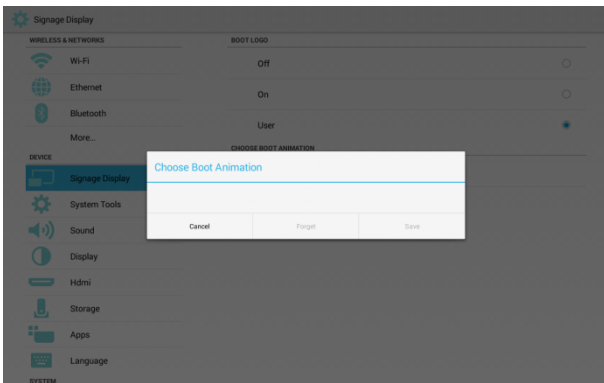 Signage Display
WIRELESS & NETWORKS
Wi-Fi
Ethernet
Bluetooth
More...
DEVICE
Signage Display
System Tools
Sound
Display
Hdmi
Storage
Apps
Language
SYSTEM
BOOT LOGO
Off
On
User
CHOOSE BOOT ANIMATION
Choose Boot Animation
Cancel
Forget
Save